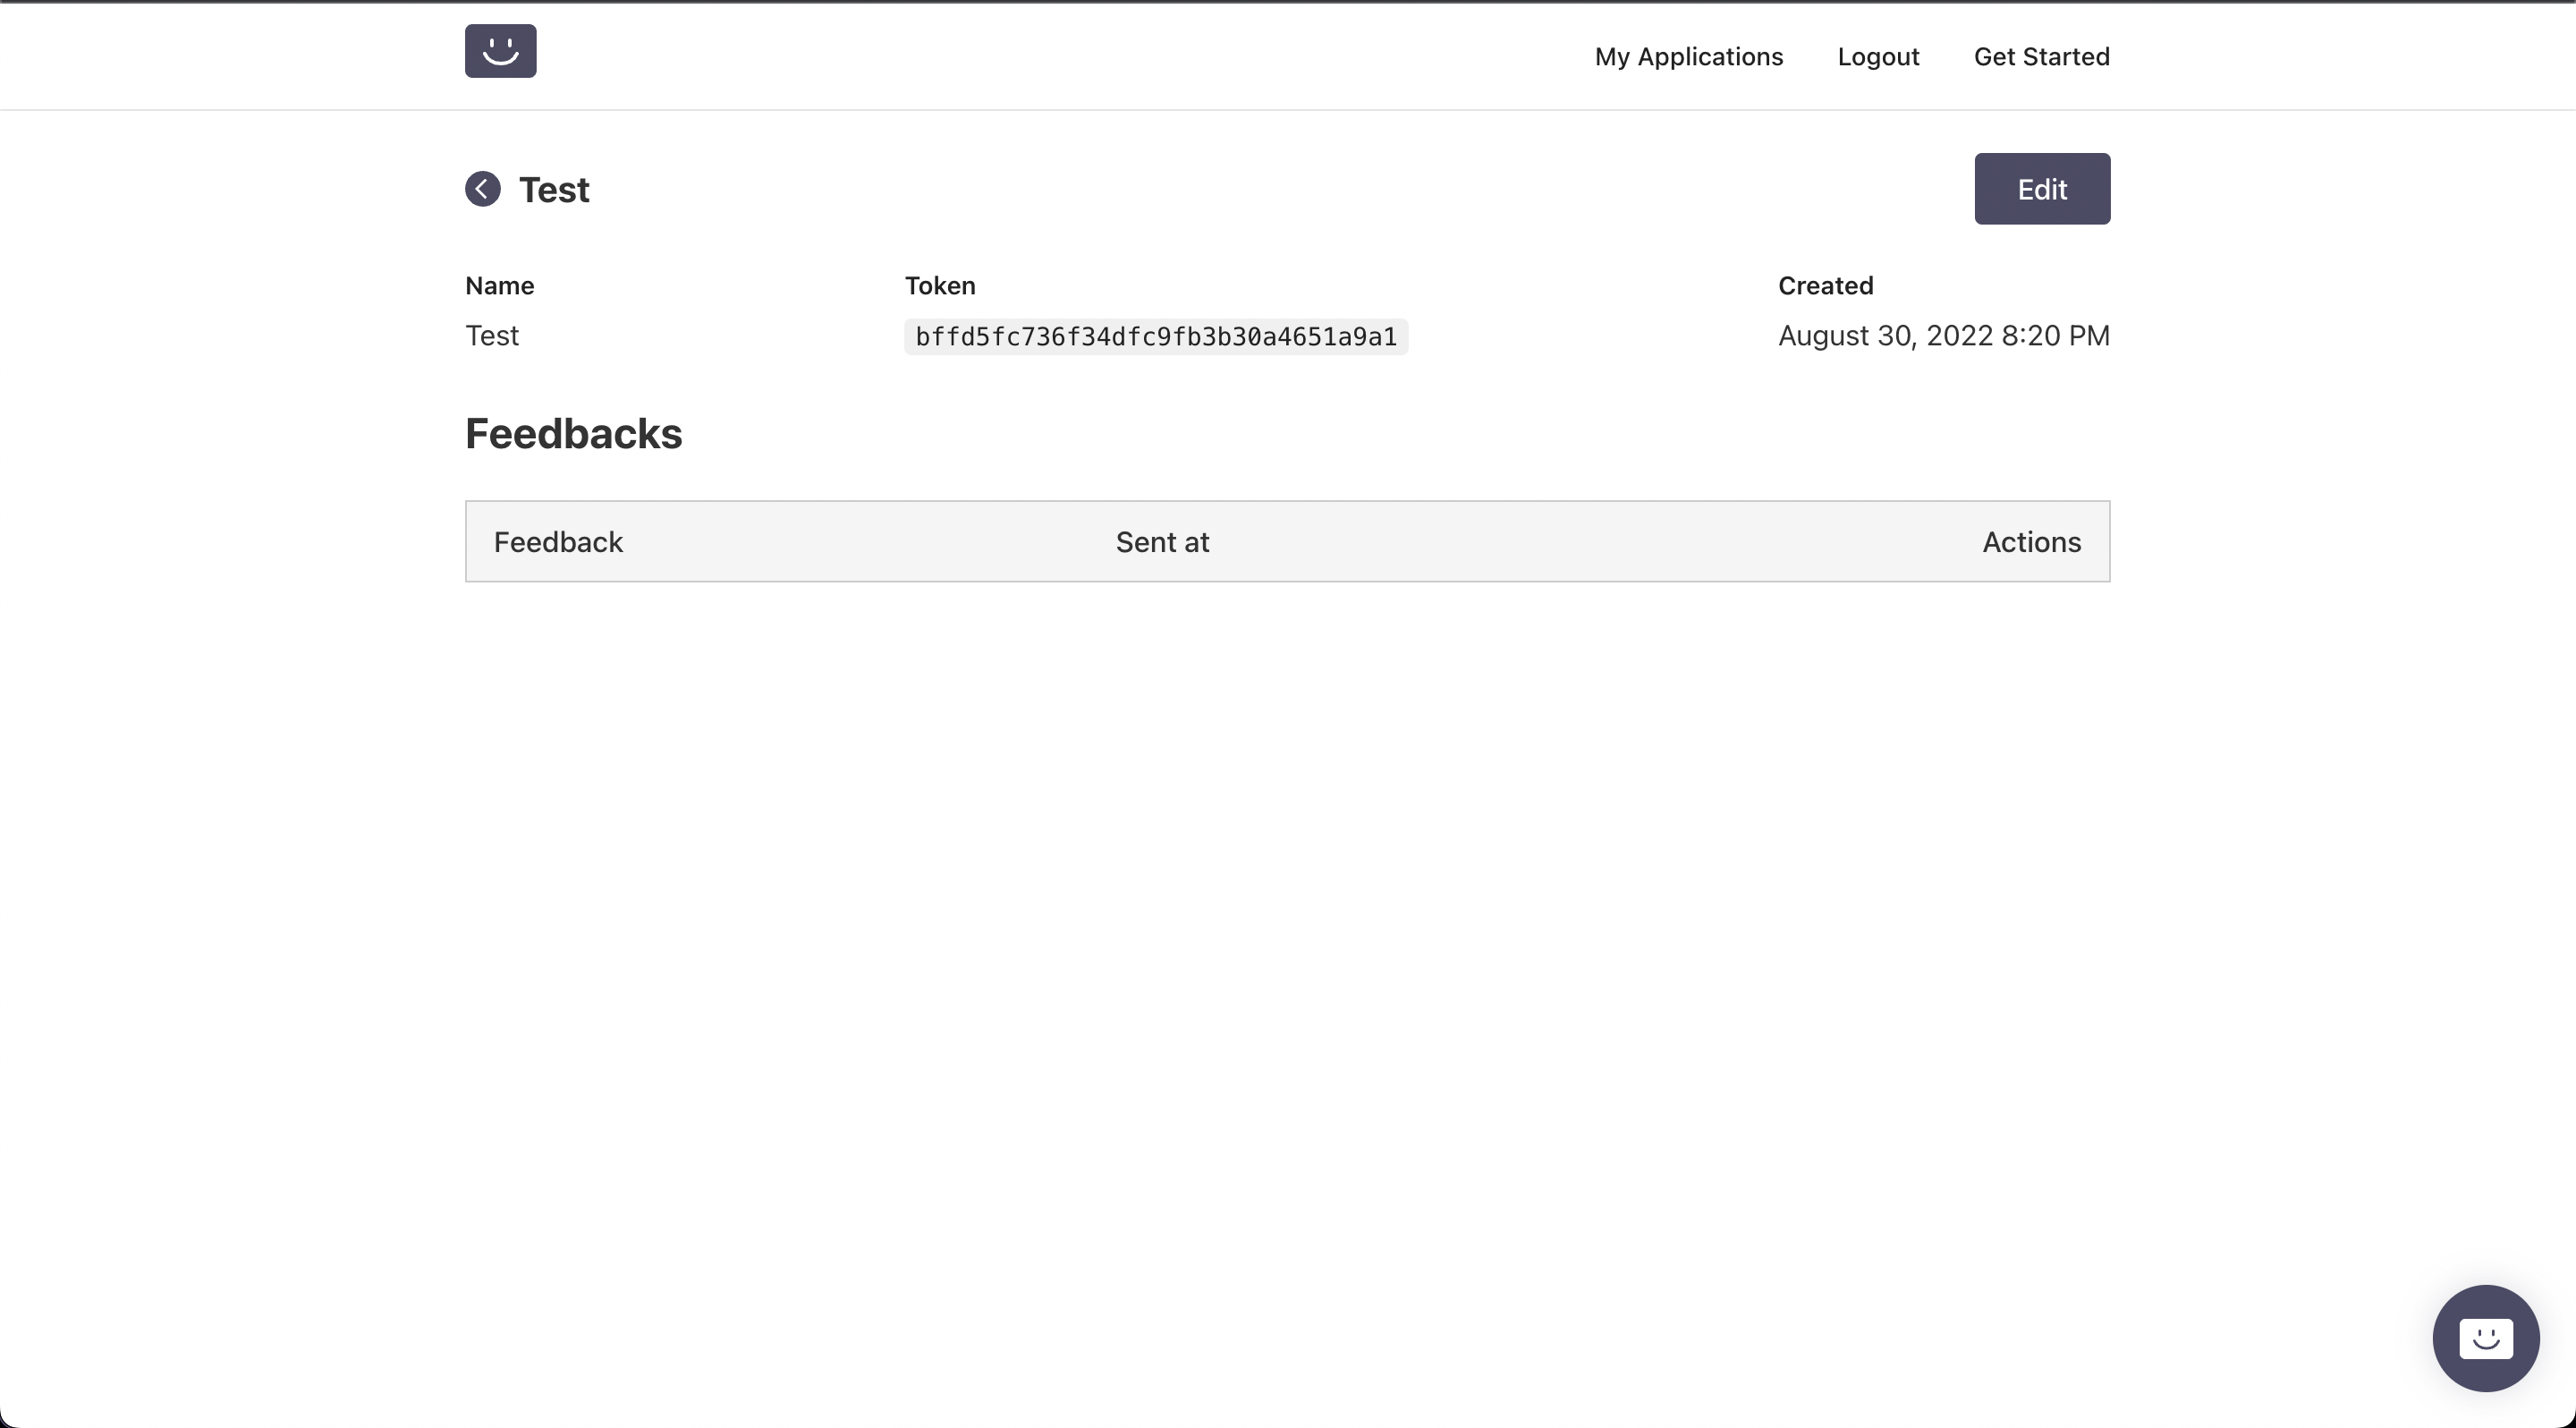 My Applications Logout Get Started
Test Edit
Name Token Created
Test bffd5fc736f34dfc9fb3b30a4651a9a1 August 30, 2022 8:20 PM
Feedbacks
Feedback Sent at Actions